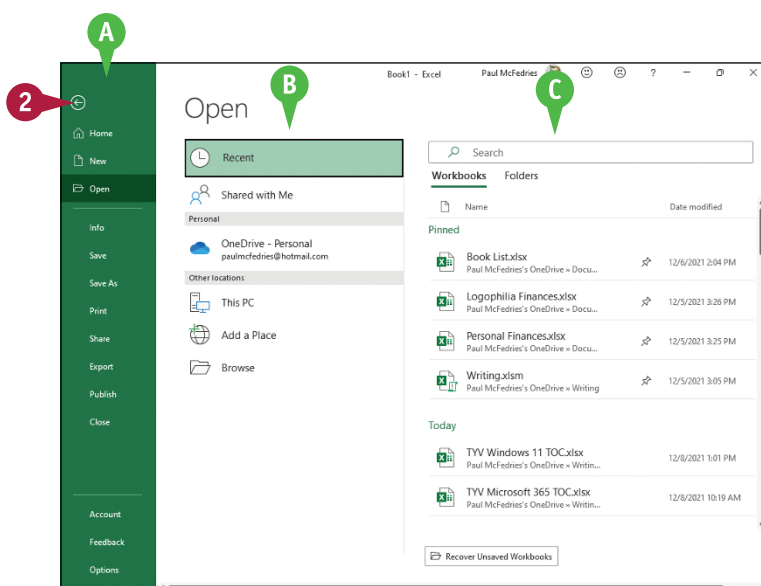 A
B
C
2
Book1 - Excel
Paul McFedries
?
Home
New
Open
Info
Save
Save As
Print
Share
Export
Publish
Close
Account
Feedback
Options
Open
Recent
Shared with Me
Personal
OneDrive - Personal
paulmcfedries@hotmail.com
Other locations
This PC
Add a Place
Browse
Search
Workbooks Folders
Name Date modified
Pinned
Book List.xlsx
Paul McFedries's OneDrive » Docu...
12/6/2021 2:04 PM
Logophilia Finances.xlsx
Paul McFedries's OneDrive » Docu...
12/5/2021 3:26 PM
Personal Finances.xlsx
Paul McFedries's OneDrive » Docu...
12/5/2021 3:25 PM
Writing.xlsm
Paul McFedries's OneDrive » Writing
12/5/2021 3:05 PM
Today
TYV Windows 11 TOC.xlsx
Paul McFedries's OneDrive » Writin...
12/8/2021 1:01 PM
TYV Microsoft 365 TOC.xlsx
Paul McFedries's OneDrive » Writin...
12/8/2021 10:19 AM
Recover Unsaved Workbooks